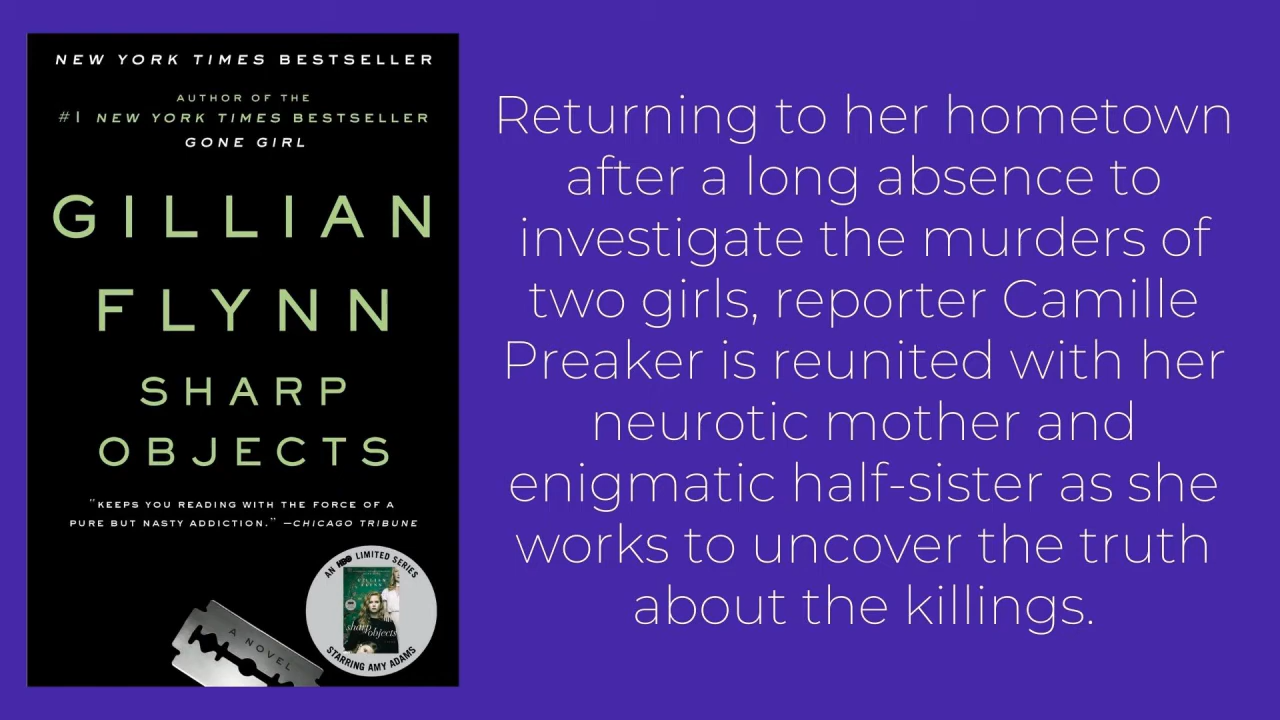 NEW YORK TIMES BESTSELLER
AUTHOR OF THE
#1 NEW YORK TIMES BESTSELLER
GONE GIRL
GILLIAN
FLYNN
SHARP
OBJECTS
"KEEPS YOU READING WITH THE FORCE OF A
PURE BUT NASTY ADDICTION." —CHICAGO TRIBUNE
AN HBO LIMITED SERIES
GILLIAN
FLYNN
sharp objects
STARRING AMY ADAMS
A NOVEL
Returning to her hometown
after a long absence to
investigate the murders of
two girls, reporter Camille
Preaker is reunited with her
neurotic mother and
enigmatic half-sister as she
works to uncover the truth
about the killings.